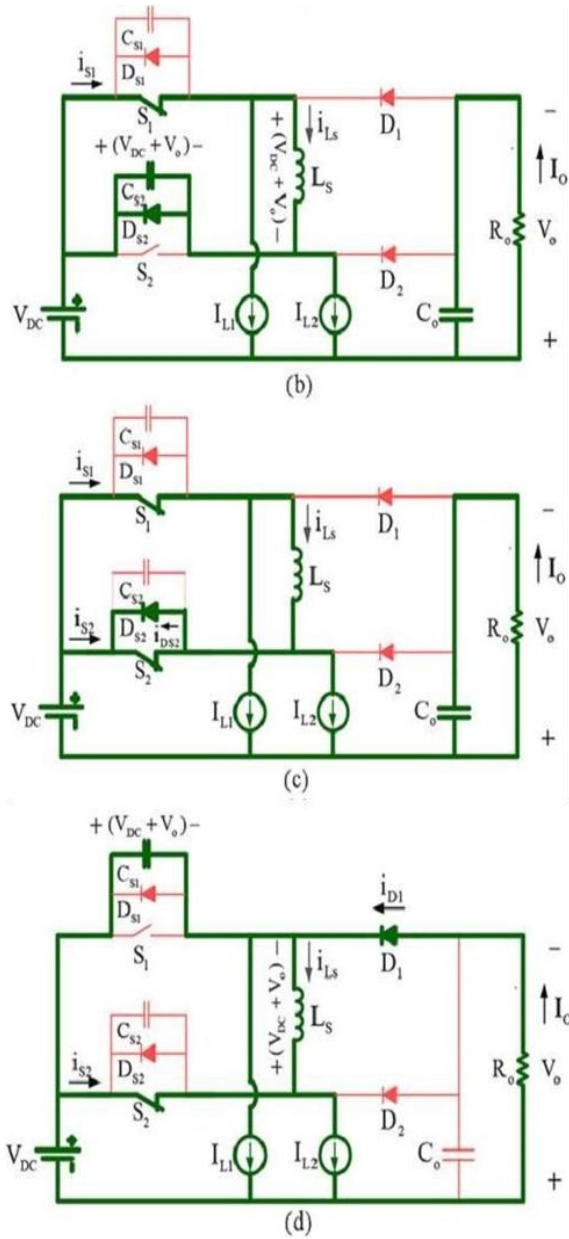 C_S1
i_S1 D_S1
S_1 D_1
+ (V_DC + V_o) −
+ (V_DC + V_o) − i_Ls
C_S2 L_S I_o
D_S2 R_o V_o
S_2 D_2
V_DC I_L1 I_L2 C_o
−
+
(b)
C_S1
i_S1 D_S1
S_1 i_Ls D_1
C_S2 L_S I_o
i_S2 D_S2 i_DS2 R_o V_o
S_2 D_2
V_DC I_L1 I_L2 C_o
−
+
(c)
+ (V_DC + V_o) −
C_S1
D_S1 i_D1
S_1 D_1
+ (V_DC + V_o) − i_Ls
C_S2 L_S I_o
i_S2 D_S2 R_o V_o
S_2 D_2
V_DC I_L1 I_L2 C_o
−
+
(d)